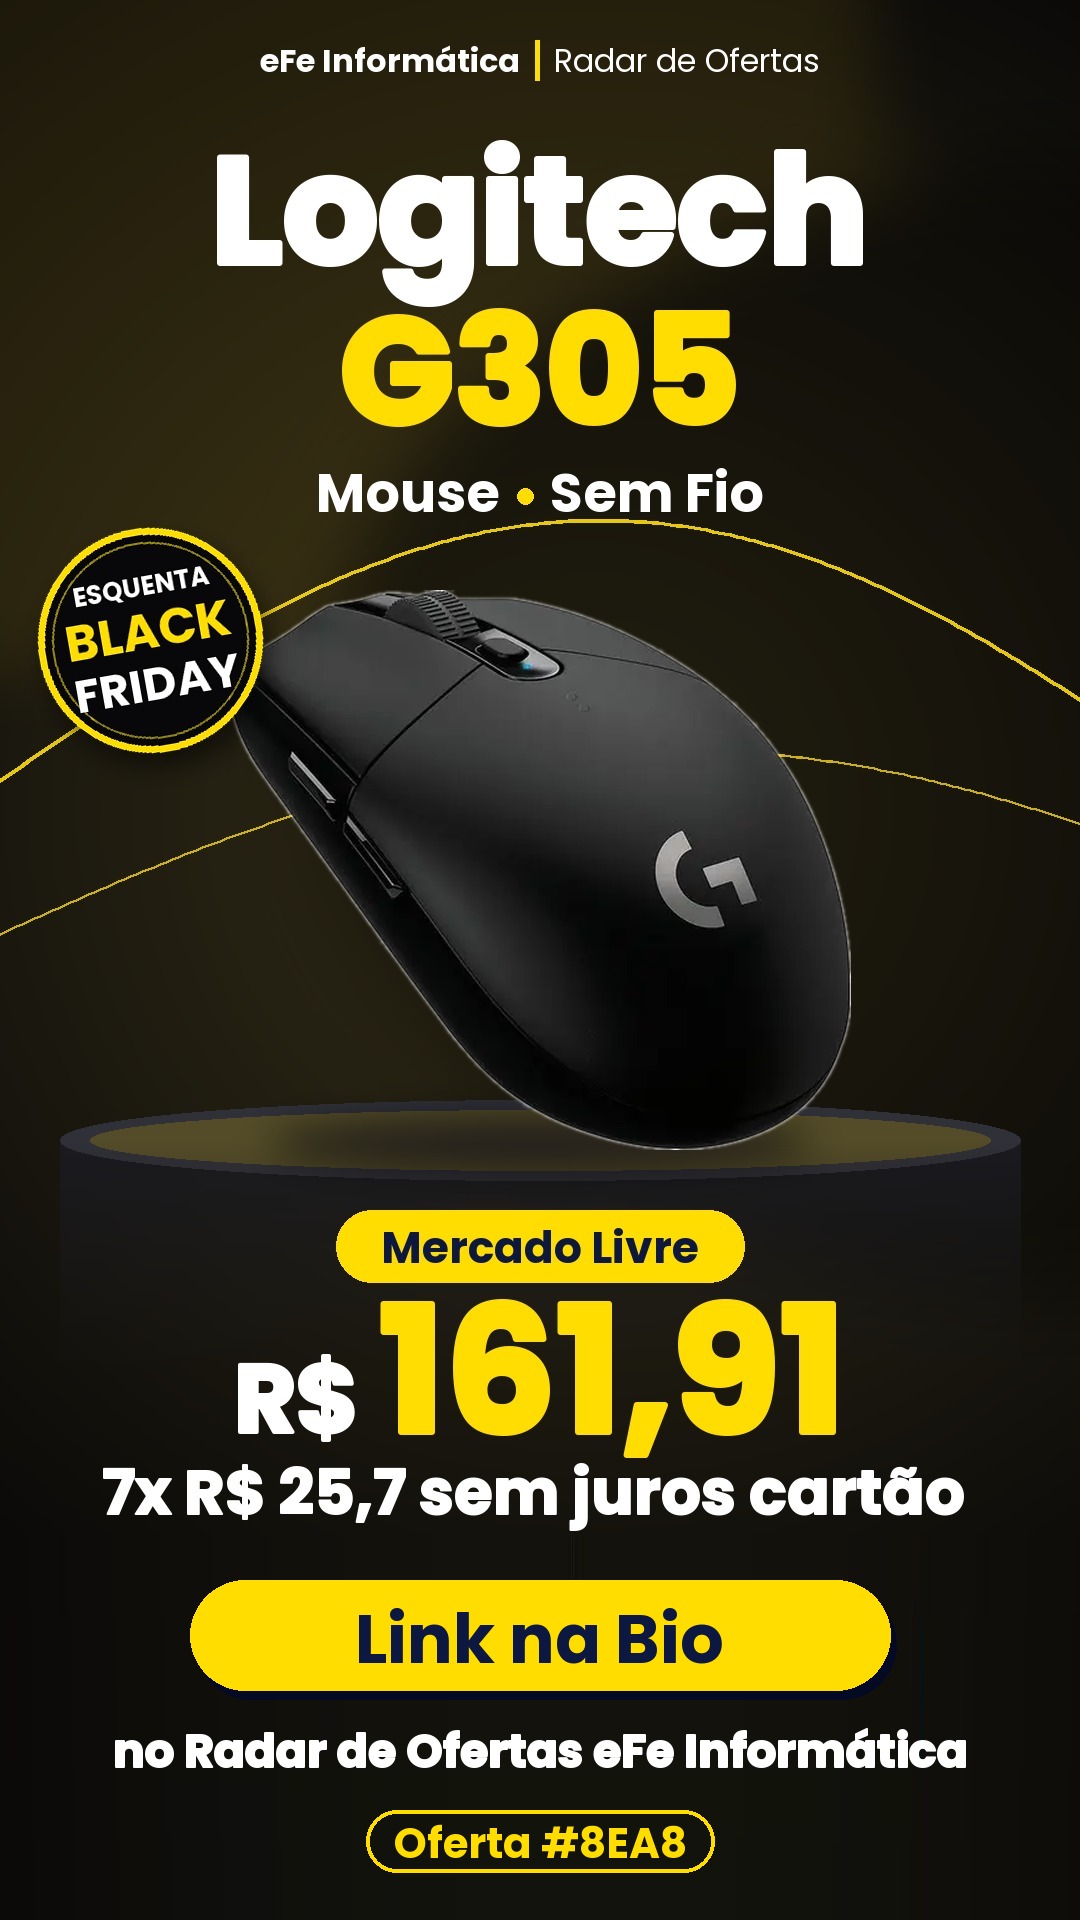 eFe Informática | Radar de Ofertas
Logitech
G305
Mouse • Sem Fio
ESQUENTA
BLACK
FRIDAY
Mercado Livre
R$ 161,91
7x R$ 25,7 sem juros cartão
Link na Bio
no Radar de Ofertas eFe Informática
Oferta #8EA8